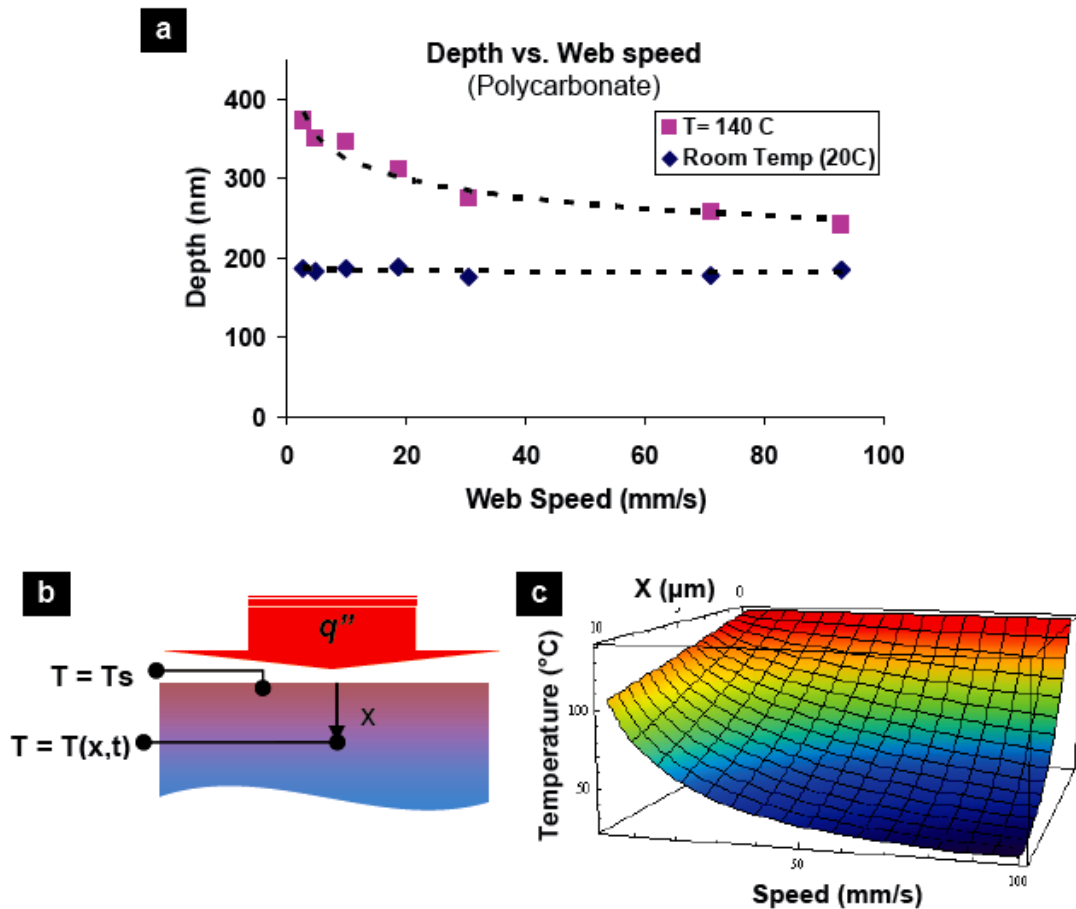 a
Depth vs. Web speed
(Polycarbonate)
400
300
200
100
0
Depth (nm)
T= 140 C
Room Temp (20C)
0 20 40 60 80 100
Web Speed (mm/s)
b
q"
T = Ts
x
T = T(x,t)
c
X (µm)
0
10
Temperature (°C)
100
50
50
100
Speed (mm/s)